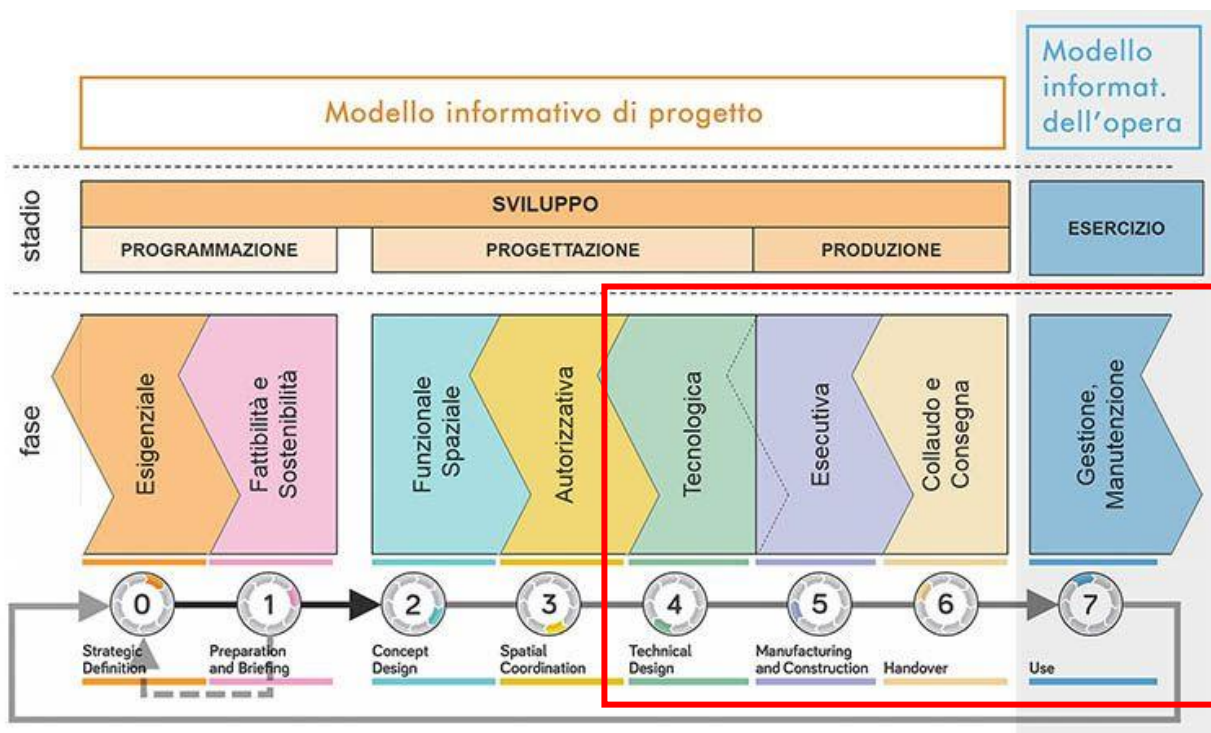 Modello informativo di progetto
Modello
informat.
dell'opera
stadio
SVILUPPO
PROGRAMMAZIONE
PROGETTAZIONE
PRODUZIONE
ESERCIZIO
fase
Esigenziale
Fattibilità e
Sostenibilità
Funzionale
Spaziale
Autorizzativa
Tecnologica
Esecutiva
Collaudo e
Consegna
Gestione,
Manutenzione
0
1
2
3
4
5
6
7
Strategic
Definition
Preparation
and Briefing
Concept
Design
Spatial
Coordination
Technical
Design
Manufacturing
and Construction
Handover
Use